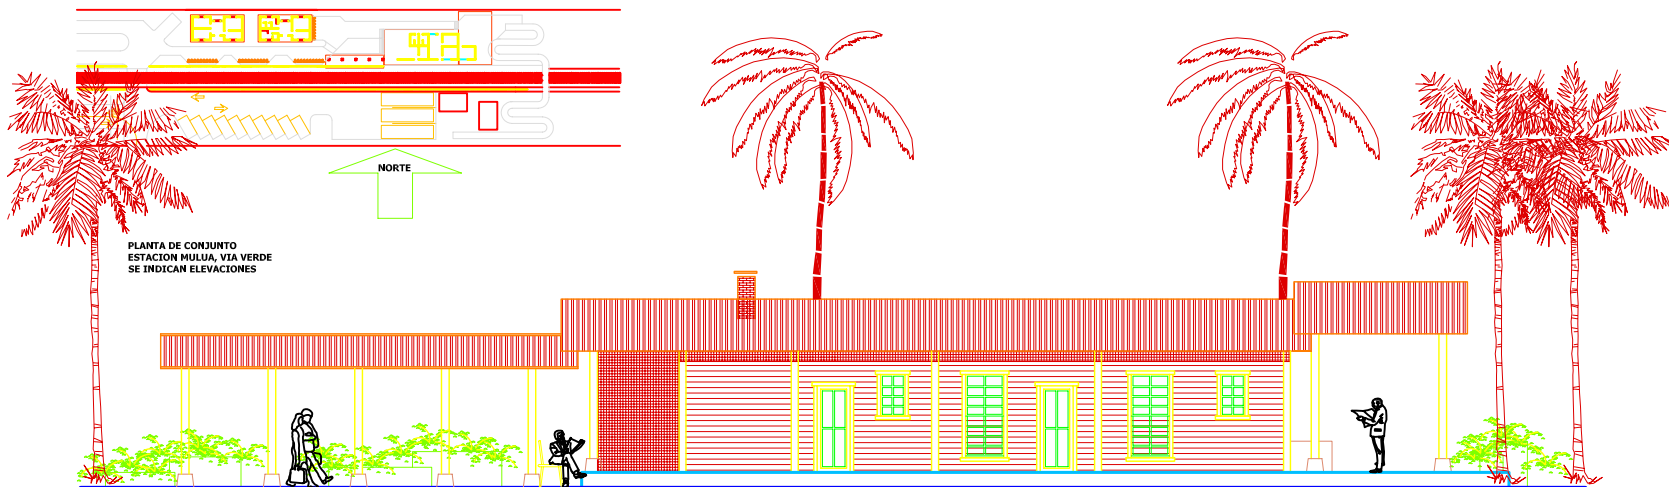 NORTE
PLANTA DE CONJUNTO
ESTACION MULUA, VIA VERDE
SE INDICAN ELEVACIONES